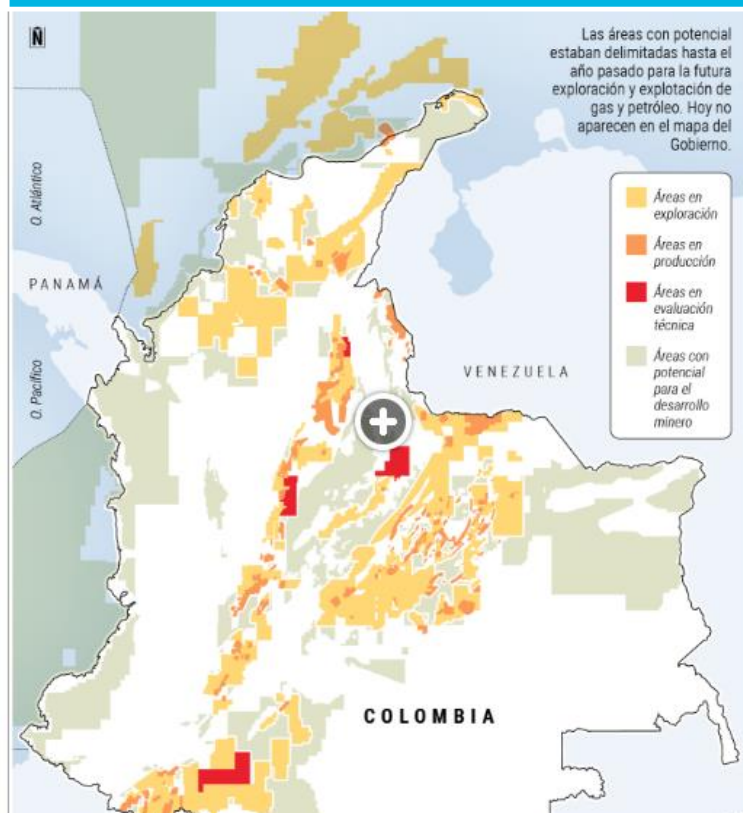 Ñ
Las áreas con potencial
estaban delimitadas hasta el
año pasado para la futura
exploración y explotación de
gas y petróleo. Hoy no
aparecen en el mapa del
Gobierno.
O. Atlántico
Áreas en
exploración
Áreas en
producción
Áreas en
evaluación
técnica
Áreas con
potencial
para el
desarrollo
minero
PANAMÁ
O. Pacífico
VENEZUELA
COLOMBIA